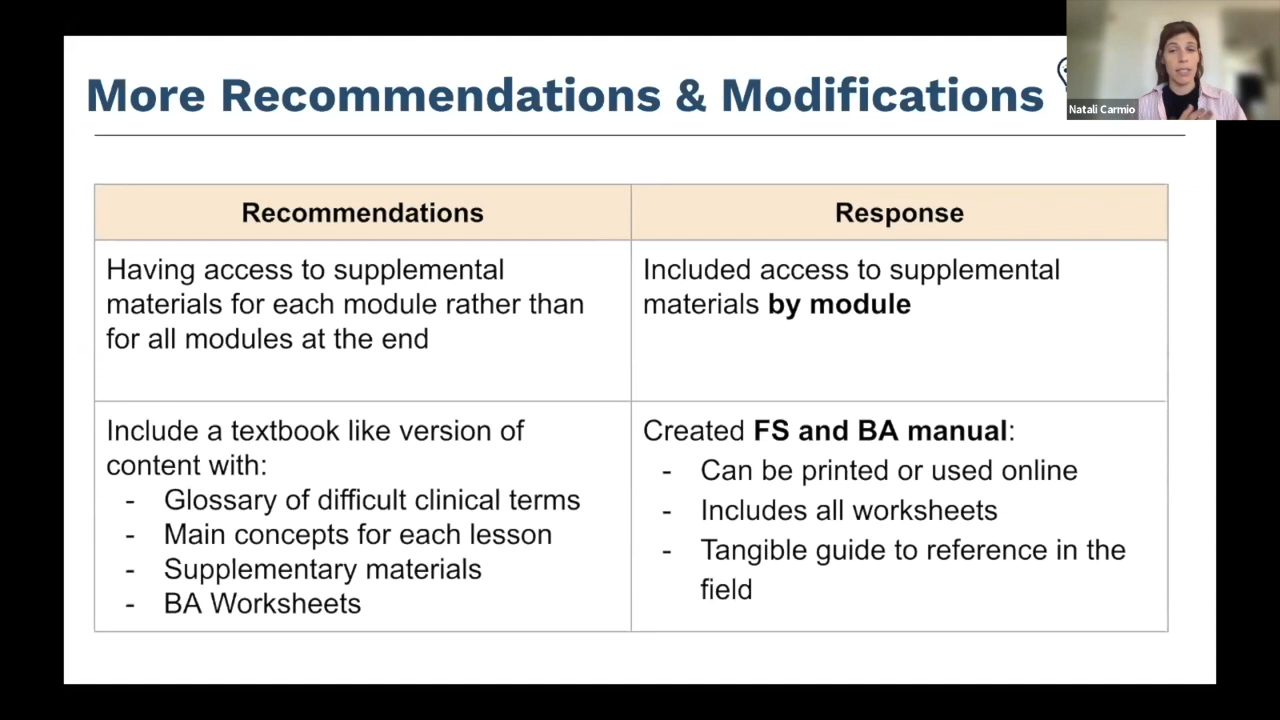 More Recommendations & Modifications
Natali Carmio
Recommendations
Response
Having access to supplemental
materials for each module rather than
for all modules at the end
Included access to supplemental
materials by module
Include a textbook like version of
content with:
- Glossary of difficult clinical terms
- Main concepts for each lesson
- Supplementary materials
- BA Worksheets
Created FS and BA manual:
- Can be printed or used online
- Includes all worksheets
- Tangible guide to reference in the
field